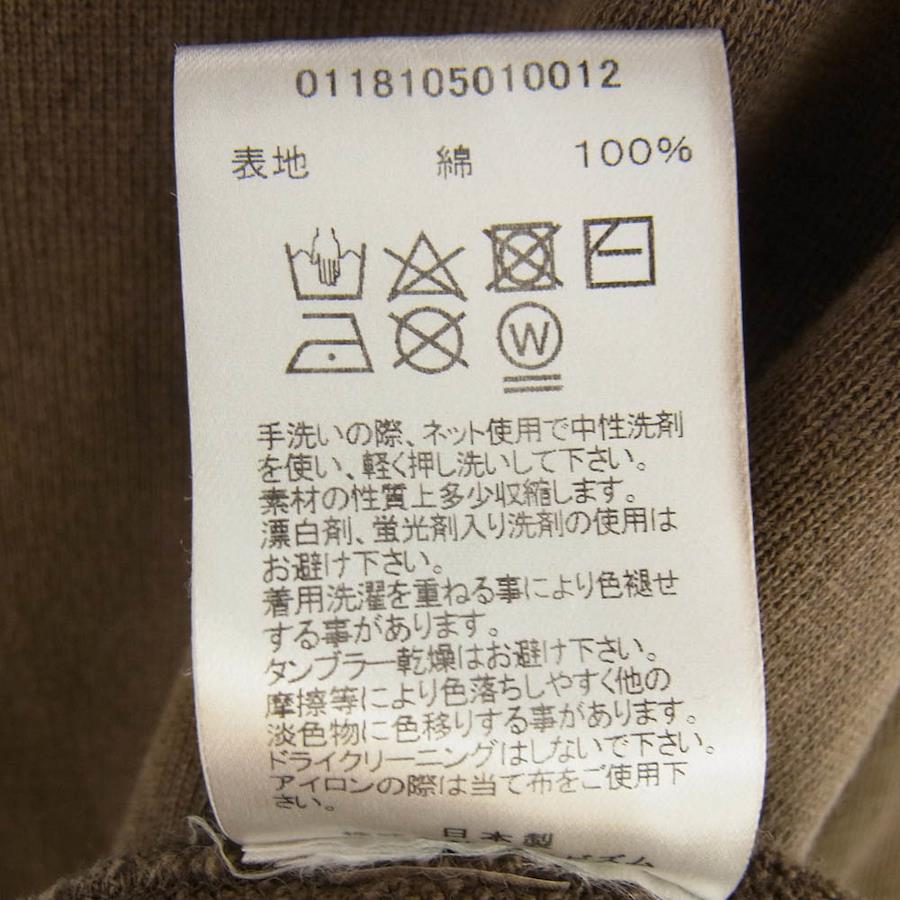 0118105010012
表地 綿 100%
W
手洗いの際、ネット使用で中性洗剤
を使い、軽く押し洗いして下さい。
素材の性質上多少収縮します。
漂白剤、蛍光剤入り洗剤の使用は
お避け下さい。
着用洗濯を重ねる事により色褪せ
する事があります。
タンブラー乾燥はお避け下さい。
摩擦等により色落ちしやすく他の
淡色物に色移りする事があります。
ドライクリーニングはしないで下さい。
アイロンの際は当て布をご使用下
さい。
日本製